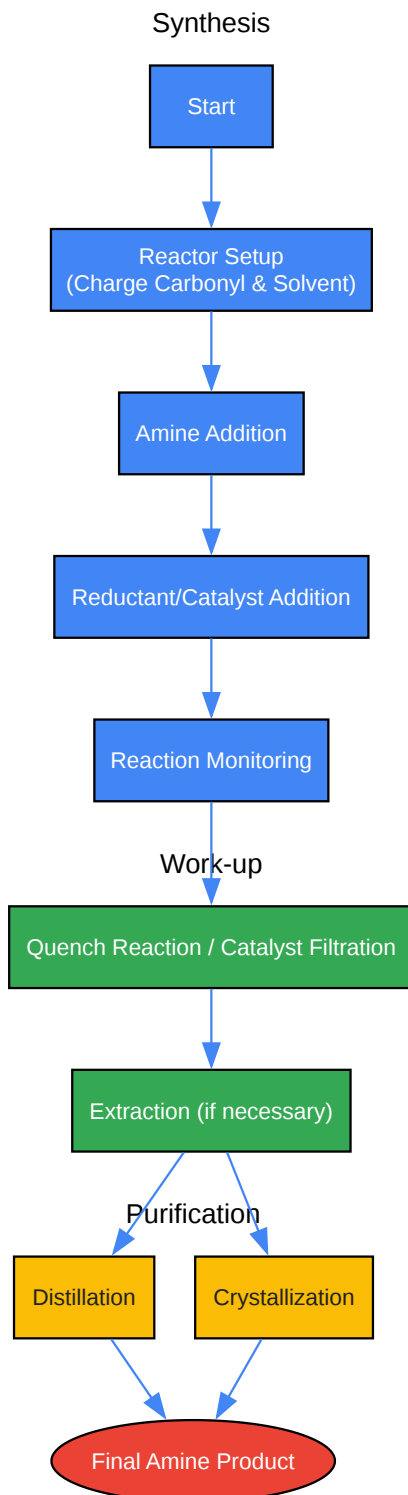 Synthesis
Start
Reactor Setup
(Charge Carbonyl & Solvent)
Amine Addition
Reductant/Catalyst Addition
Reaction Monitoring
Work-up
Quench Reaction / Catalyst Filtration
Extraction (if necessary)
Purification
Distillation
Crystallization
Final Amine Product